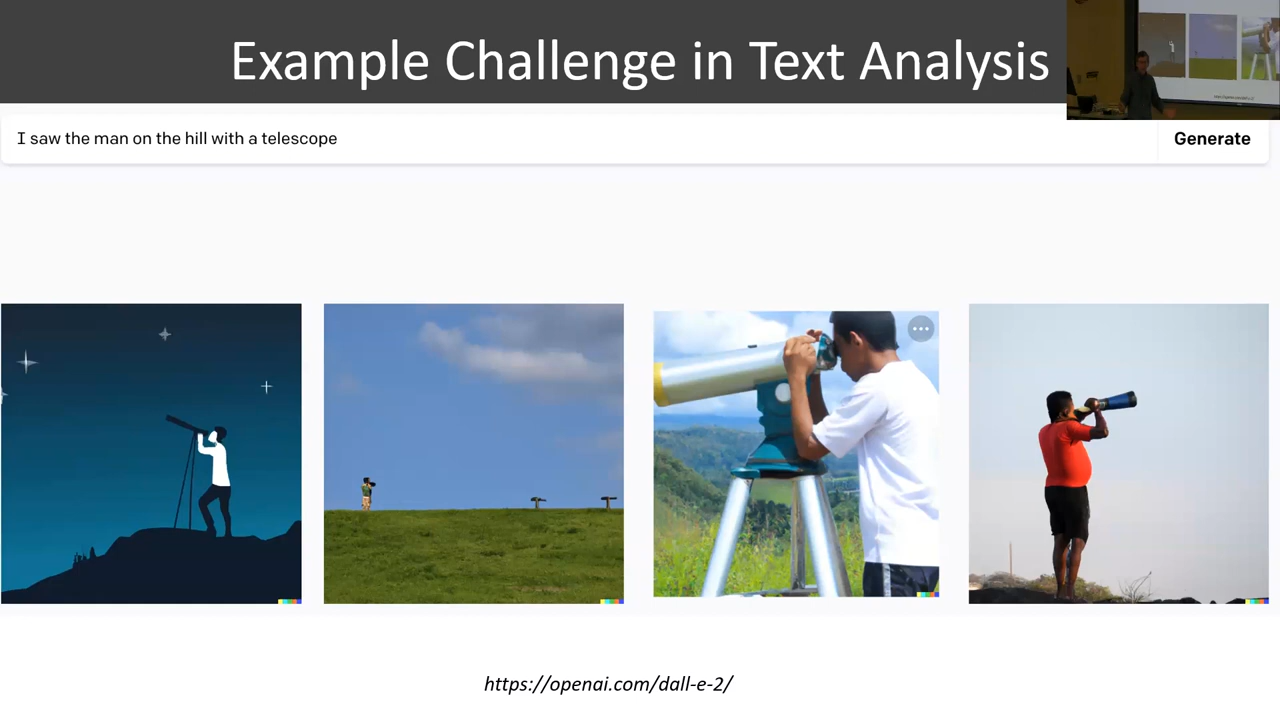 Example Challenge in Text Analysis
I saw the man on the hill with a telescope
Generate
https://openai.com/dall-e-2/